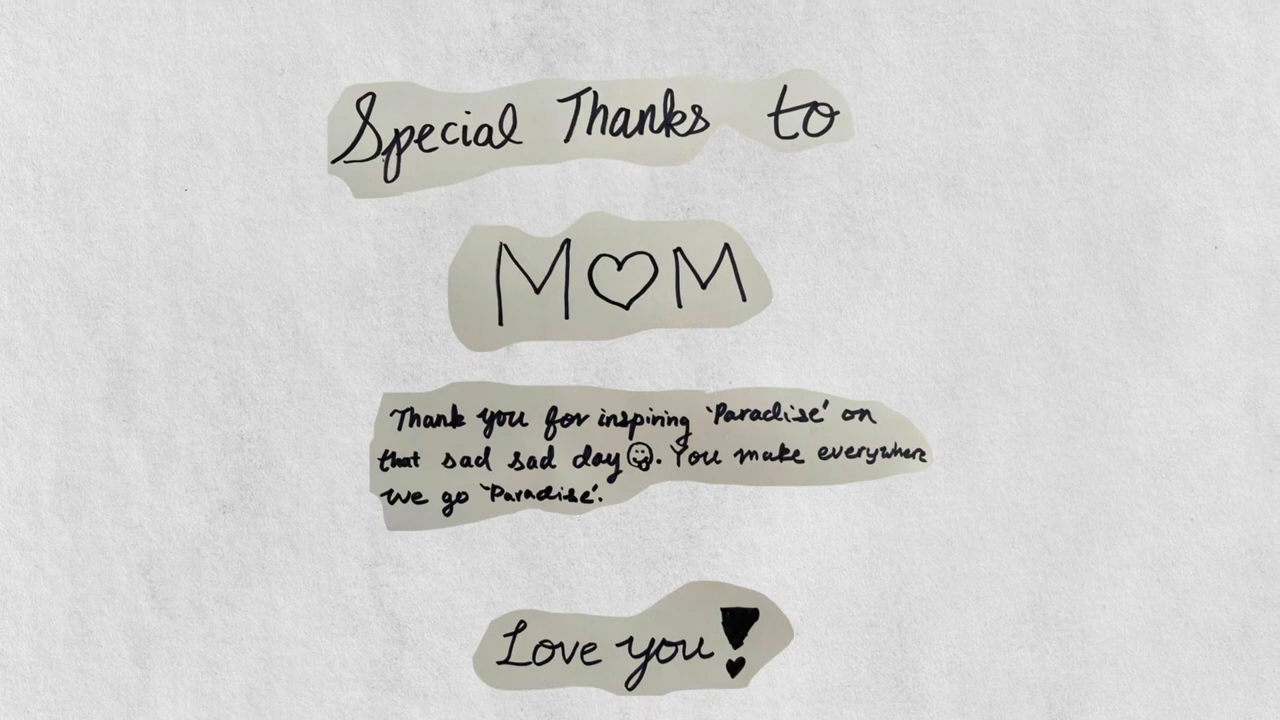 Special Thanks to
M♡M
Thank you for inspiring 'Paradise' on
that sad sad day😜. You make everywhere
we go 'Paradise'.
Love you!